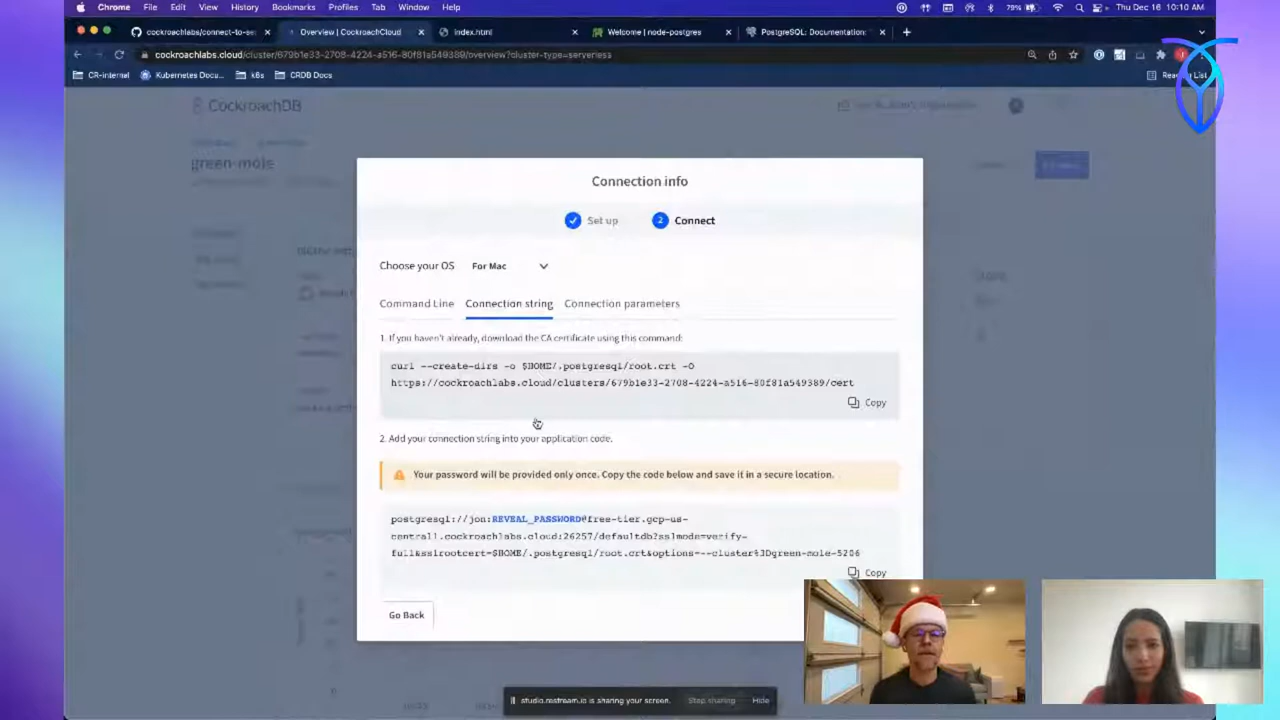 Chrome File Edit View History Bookmarks Profiles Tab Window Help 79% Thu Dec 16 10:10 AM
cockroachlabs/connect-to-se Overview | CockroachCloud index.html Welcome | node-postgres PostgreSQL: Documentation:
cockroachlabs.cloud/cluster/679b1e33-2708-4224-a516-80f81a549389/overview?cluster-type=serverless
CR-internal Kubernetes Docu... k8s CRDB Docs Reading List
CockroachDB
green-mole
Connection info
Set up 2 Connect
Choose your OS For Mac
Command Line Connection string Connection parameters
1. If you haven't already, download the CA certificate using this command:
curl --create-dirs -o $HOME/.postgresql/root.crt -O
https://cockroachlabs.cloud/clusters/679b1e33-2708-4224-a516-80f81a549389/cert
Copy
2. Add your connection string into your application code.
Your password will be provided only once. Copy the code below and save it in a secure location.
postgresql://jon:REVEAL_PASSWORD@free-tier.gcp-us-
central1.cockroachlabs.cloud:26257/defaultdb?sslmode=verify-
full&sslrootcert=$HOME/.postgresql/root.crt&options=--cluster%3Dgreen-mole-5206
Copy
Go Back
studio.restream.io is sharing your screen. Stop sharing Hide